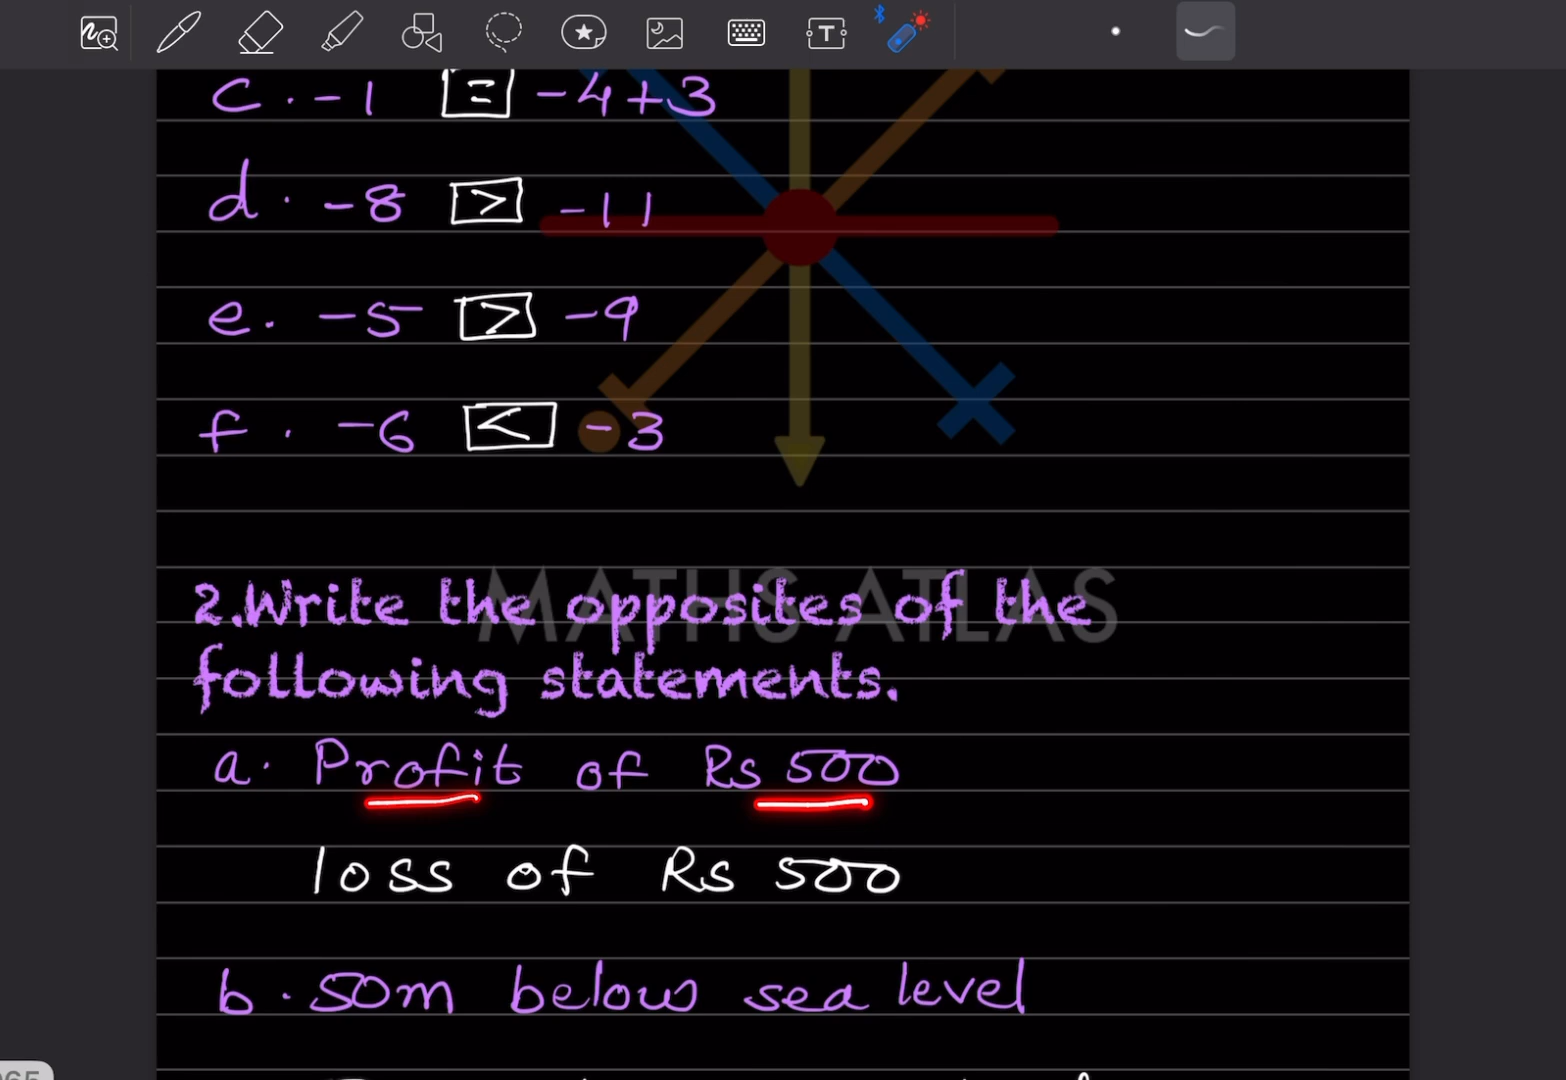 c. -1 = -4+3
d. -8 > -11
e. -5 > -9
f. -6 < -3
MATHS ATLAS
2.Write the opposites of the
following statements.
a. Profit of Rs 500
loss of Rs 500
b. 50m below sea level